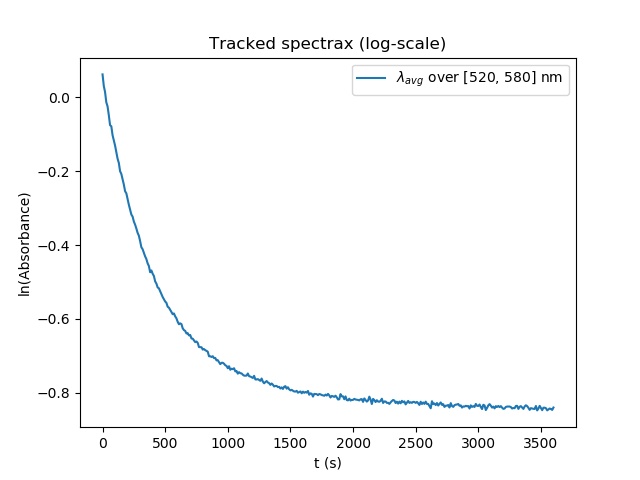 Tracked spectrax (log-scale)
λavg over [520, 580] nm
ln(Absorbance)
0.0
−0.2
−0.4
−0.6
−0.8
0 500 1000 1500 2000 2500 3000 3500
t (s)